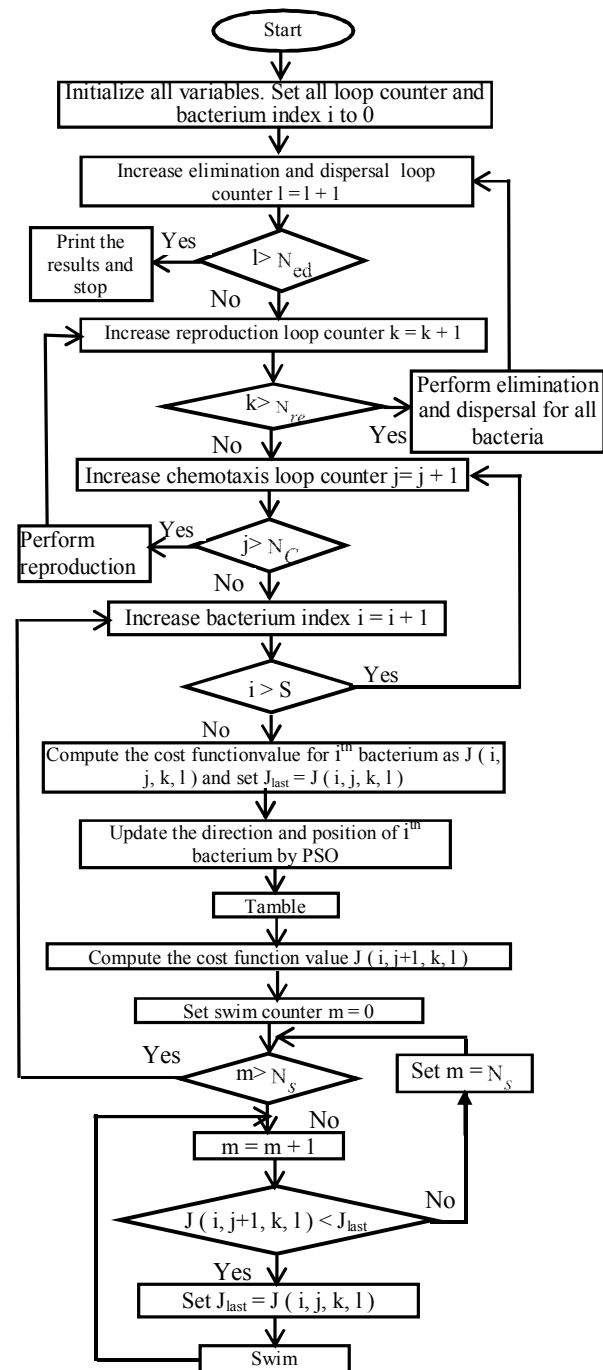 Start
Initialize all variables. Set all loop counter and
bacterium index i to 0
Increase elimination and dispersal loop
counter l = l + 1
Print the
results and
stop
Yes
l> N_ed
No
Increase reproduction loop counter k = k + 1
k> N_re
Yes
Perform elimination
and dispersal for all
bacteria
No
Increase chemotaxis loop counter j= j + 1
Perform
reproduction
Yes
j> N_C
No
Increase bacterium index i = i + 1
i > S
Yes
No
Compute the cost functionvalue for i^th bacterium as J ( i,
j, k, l ) and set J_last = J ( i, j, k, l )
Update the direction and position of i^th
bacterium by PSO
Tamble
Compute the cost function value J ( i, j+1, k, l )
Set swim counter m = 0
Yes
m> N_s
Set m = N_s
No
m = m + 1
J ( i, j+1, k, l ) < J_last
No
Yes
Set J_last = J ( i, j, k, l )
Swim